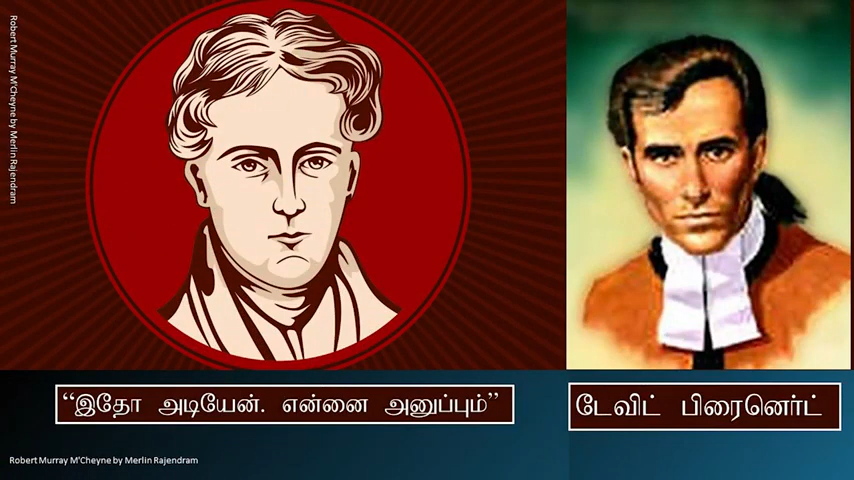 Robert Murray M'Cheyne by Merlin Rajendram
“இதோ அடியேன். என்னை அனுப்பும்”
டேவிட் பிரைனெர்ட்
Robert Murray M'Cheyne by Merlin Rajendram